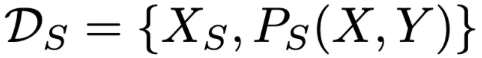 𝒟_S = {X_S, P_S(X, Y)}